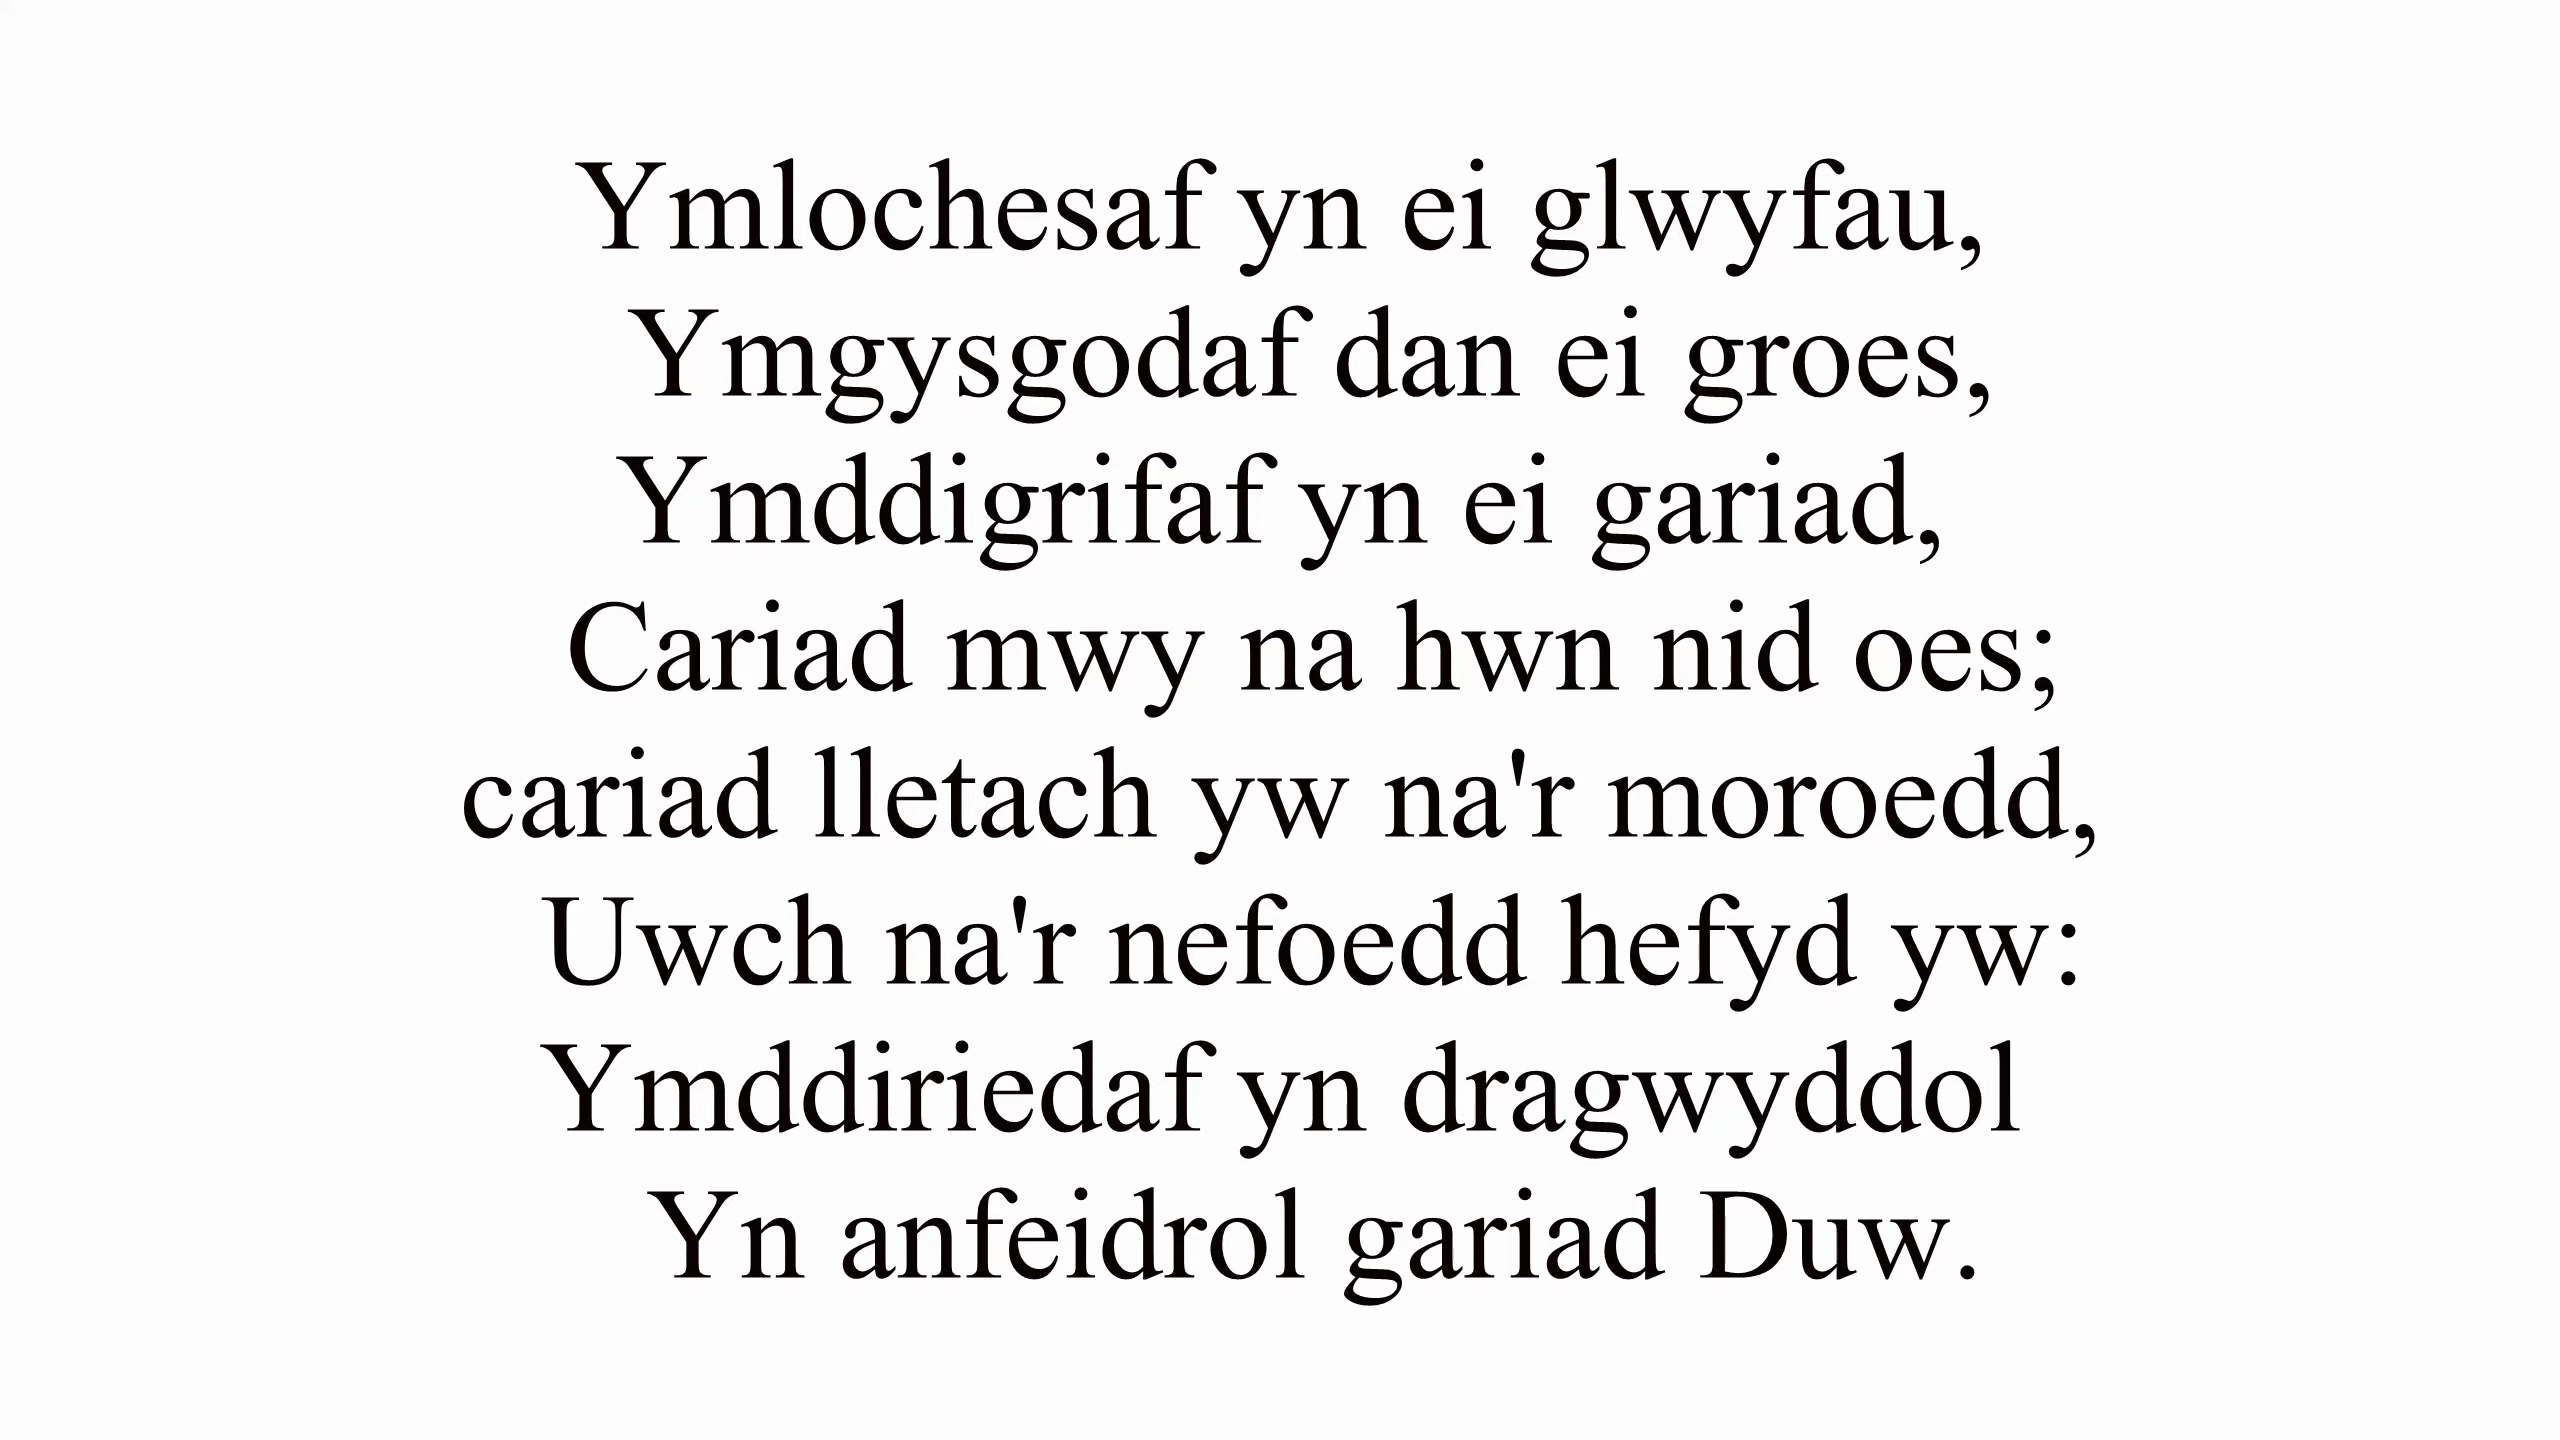 Ymlochesaf yn ei glwyfau,
Ymgysgodaf dan ei groes,
Ymddigrifaf yn ei gariad,
Cariad mwy na hwn nid oes;
cariad lletach yw na'r moroedd,
Uwch na'r nefoedd hefyd yw:
Ymddiriedaf yn dragwyddol
Yn anfeidrol gariad Duw.